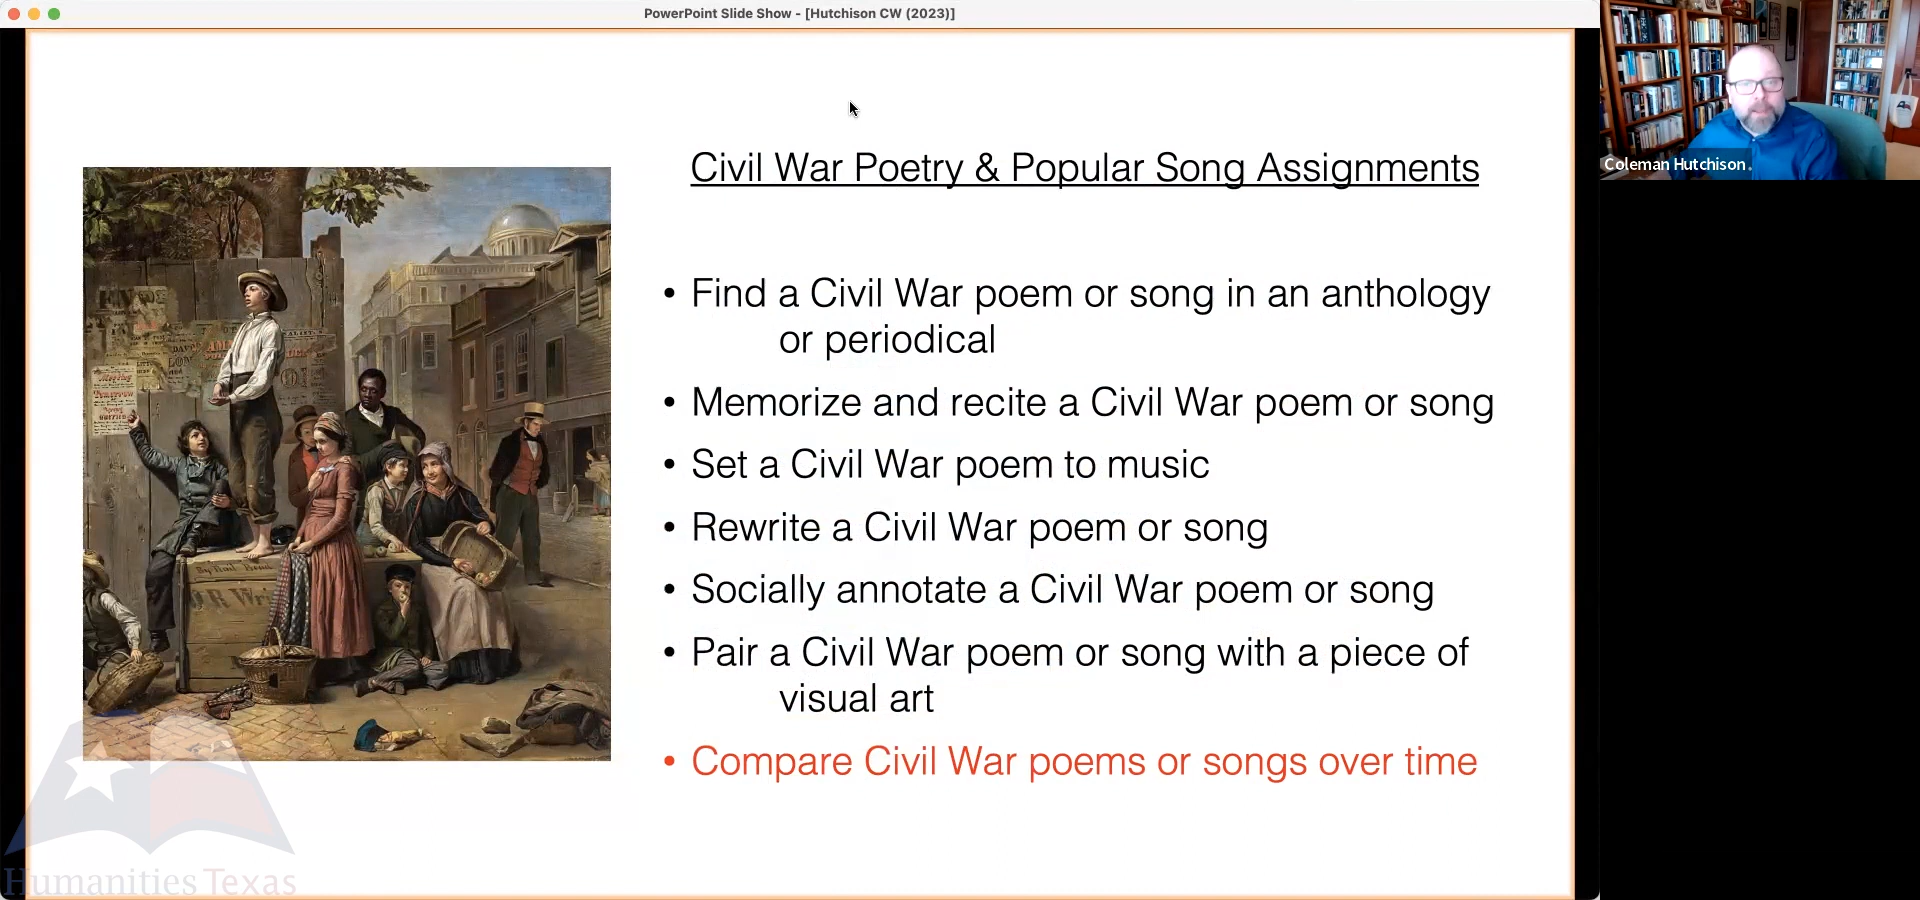 PowerPoint Slide Show - [Hutchison CW (2023)]
Coleman Hutchison
Civil War Poetry & Popular Song Assignments
• Find a Civil War poem or song in an anthology
or periodical
• Memorize and recite a Civil War poem or song
• Set a Civil War poem to music
• Rewrite a Civil War poem or song
• Socially annotate a Civil War poem or song
• Pair a Civil War poem or song with a piece of
visual art
• Compare Civil War poems or songs over time
Humanities Texas